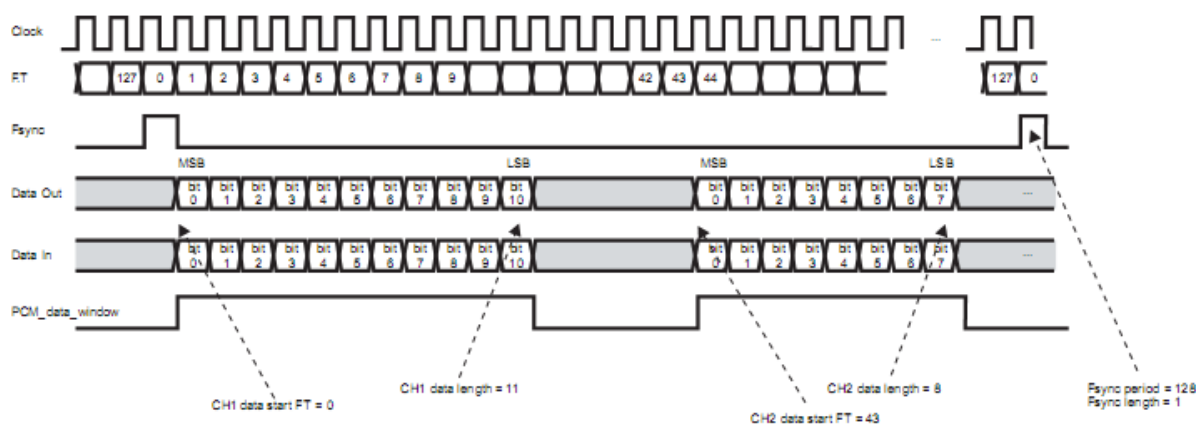 Clock
...
F.T
127 0 1 2 3 4 5 6 7 8 9 42 43 44 127 0
Fsync
MSB LSB MSB LSB
Data Out
bit 0 bit 1 bit 2 bit 3 bit 4 bit 5 bit 6 bit 7 bit 8 bit 9 bit 10 bit 0 bit 1 bit 2 bit 3 bit 4 bit 5 bit 6 bit 7 ...
Data In
bit 0 bit 1 bit 2 bit 3 bit 4 bit 5 bit 6 bit 7 bit 8 bit 9 bit 10 bit 0 bit 1 bit 2 bit 3 bit 4 bit 5 bit 6 bit 7 ...
PCM_data_window
CH1 data start FT = 0
CH1 data length = 11
CH2 data start FT = 43
CH2 data length = 8
Fsync period = 128
Fsync length = 1